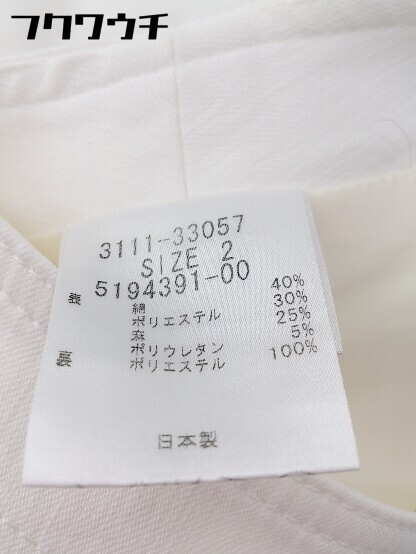 フクワウチ
3111-33057
SIZE 2
5194391-00
表 綿 40%
ポリエステル 30%
麻 25%
ポリウレタン 5%
裏 ポリエステル 100%
日本製